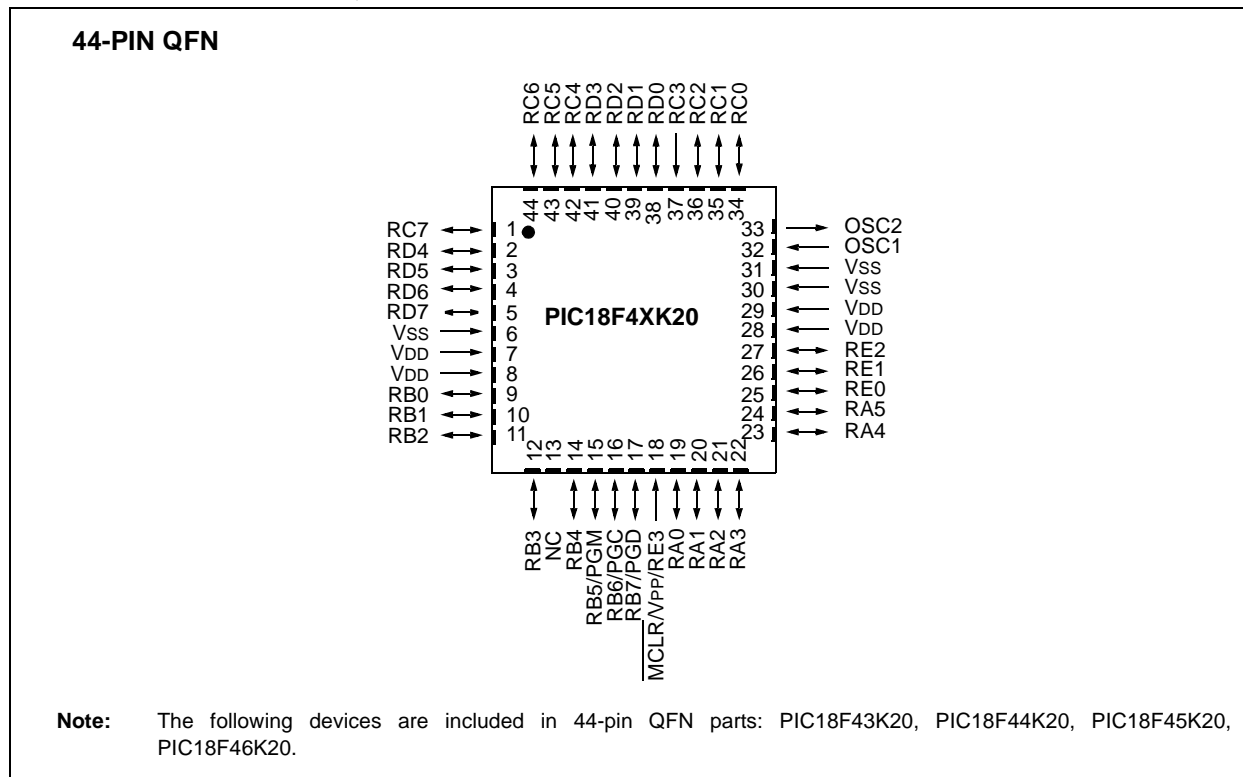 44-PIN QFN
RC6
RC5
RC4
RD3
RD2
RD1
RD0
RC3
RC2
RC1
RC0
44
43
42
41
40
39
38
37
36
35
34
RC7 1
RD4 2
RD5 3
RD6 4
RD7 5
VSS 6
VDD 7
VDD 8
RB0 9
RB1 10
RB2 11
PIC18F4XK20
33 OSC2
32 OSC1
31 VSS
30 VSS
29 VDD
28 VDD
27 RE2
26 RE1
25 RE0
24 RA5
23 RA4
12
13
14
15
16
17
18
19
20
21
22
RB3
NC
RB4
RB5/PGM
RB6/PGC
RB7/PGD
MCLR/VPP/RE3
RA0
RA1
RA2
RA3
Note: The following devices are included in 44-pin QFN parts: PIC18F43K20, PIC18F44K20, PIC18F45K20,
PIC18F46K20.